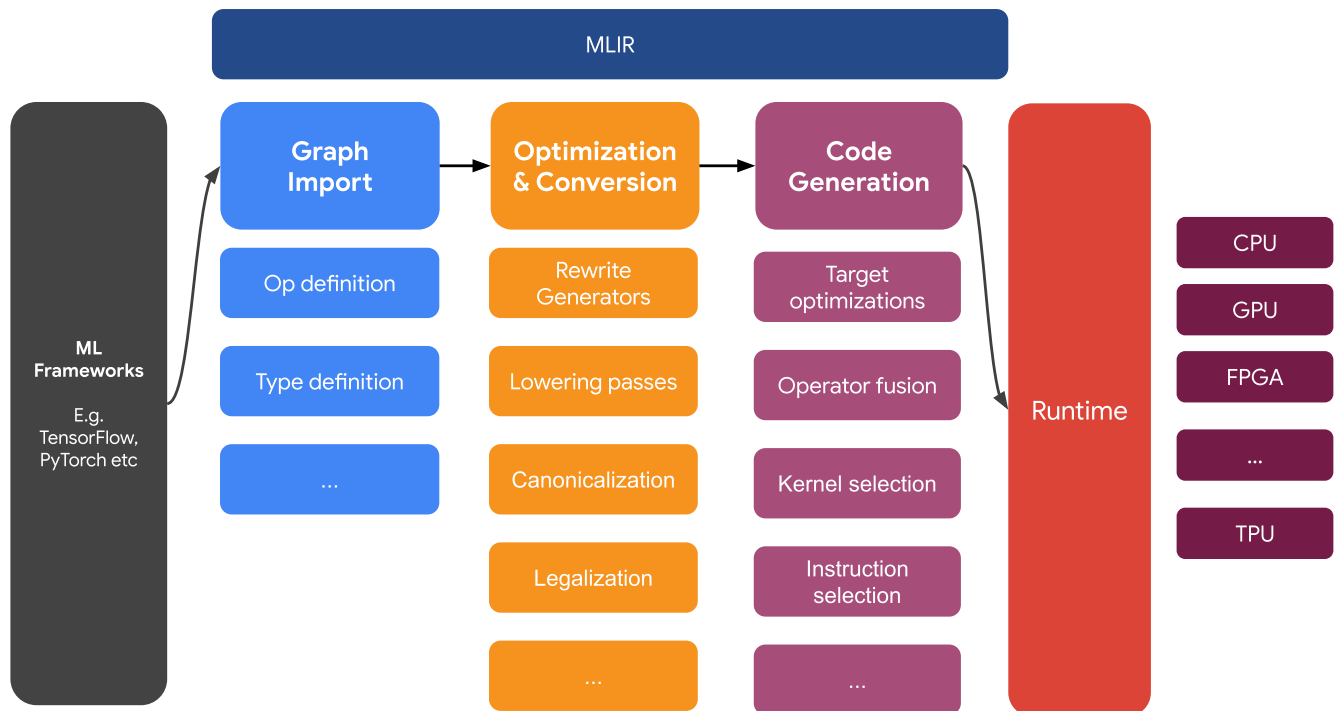 MLIR
ML
Frameworks
E.g.
TensorFlow,
PyTorch etc
Graph
Import
Op definition
Type definition
...
Optimization
& Conversion
Rewrite
Generators
Lowering passes
Canonicalization
Legalization
...
Code
Generation
Target
optimizations
Operator fusion
Kernel selection
Instruction
selection
...
Runtime
CPU
GPU
FPGA
...
TPU